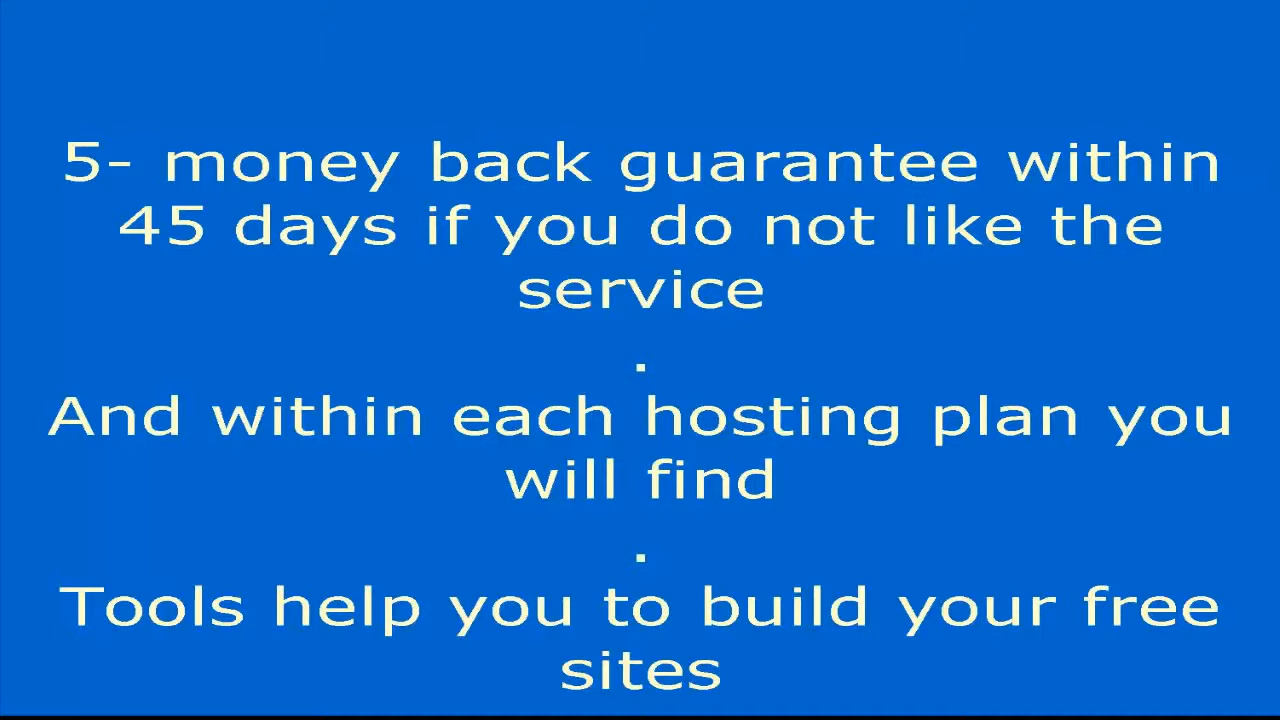 5- money back guarantee within
45 days if you do not like the
service
.
And within each hosting plan you
will find
.
Tools help you to build your free
sites